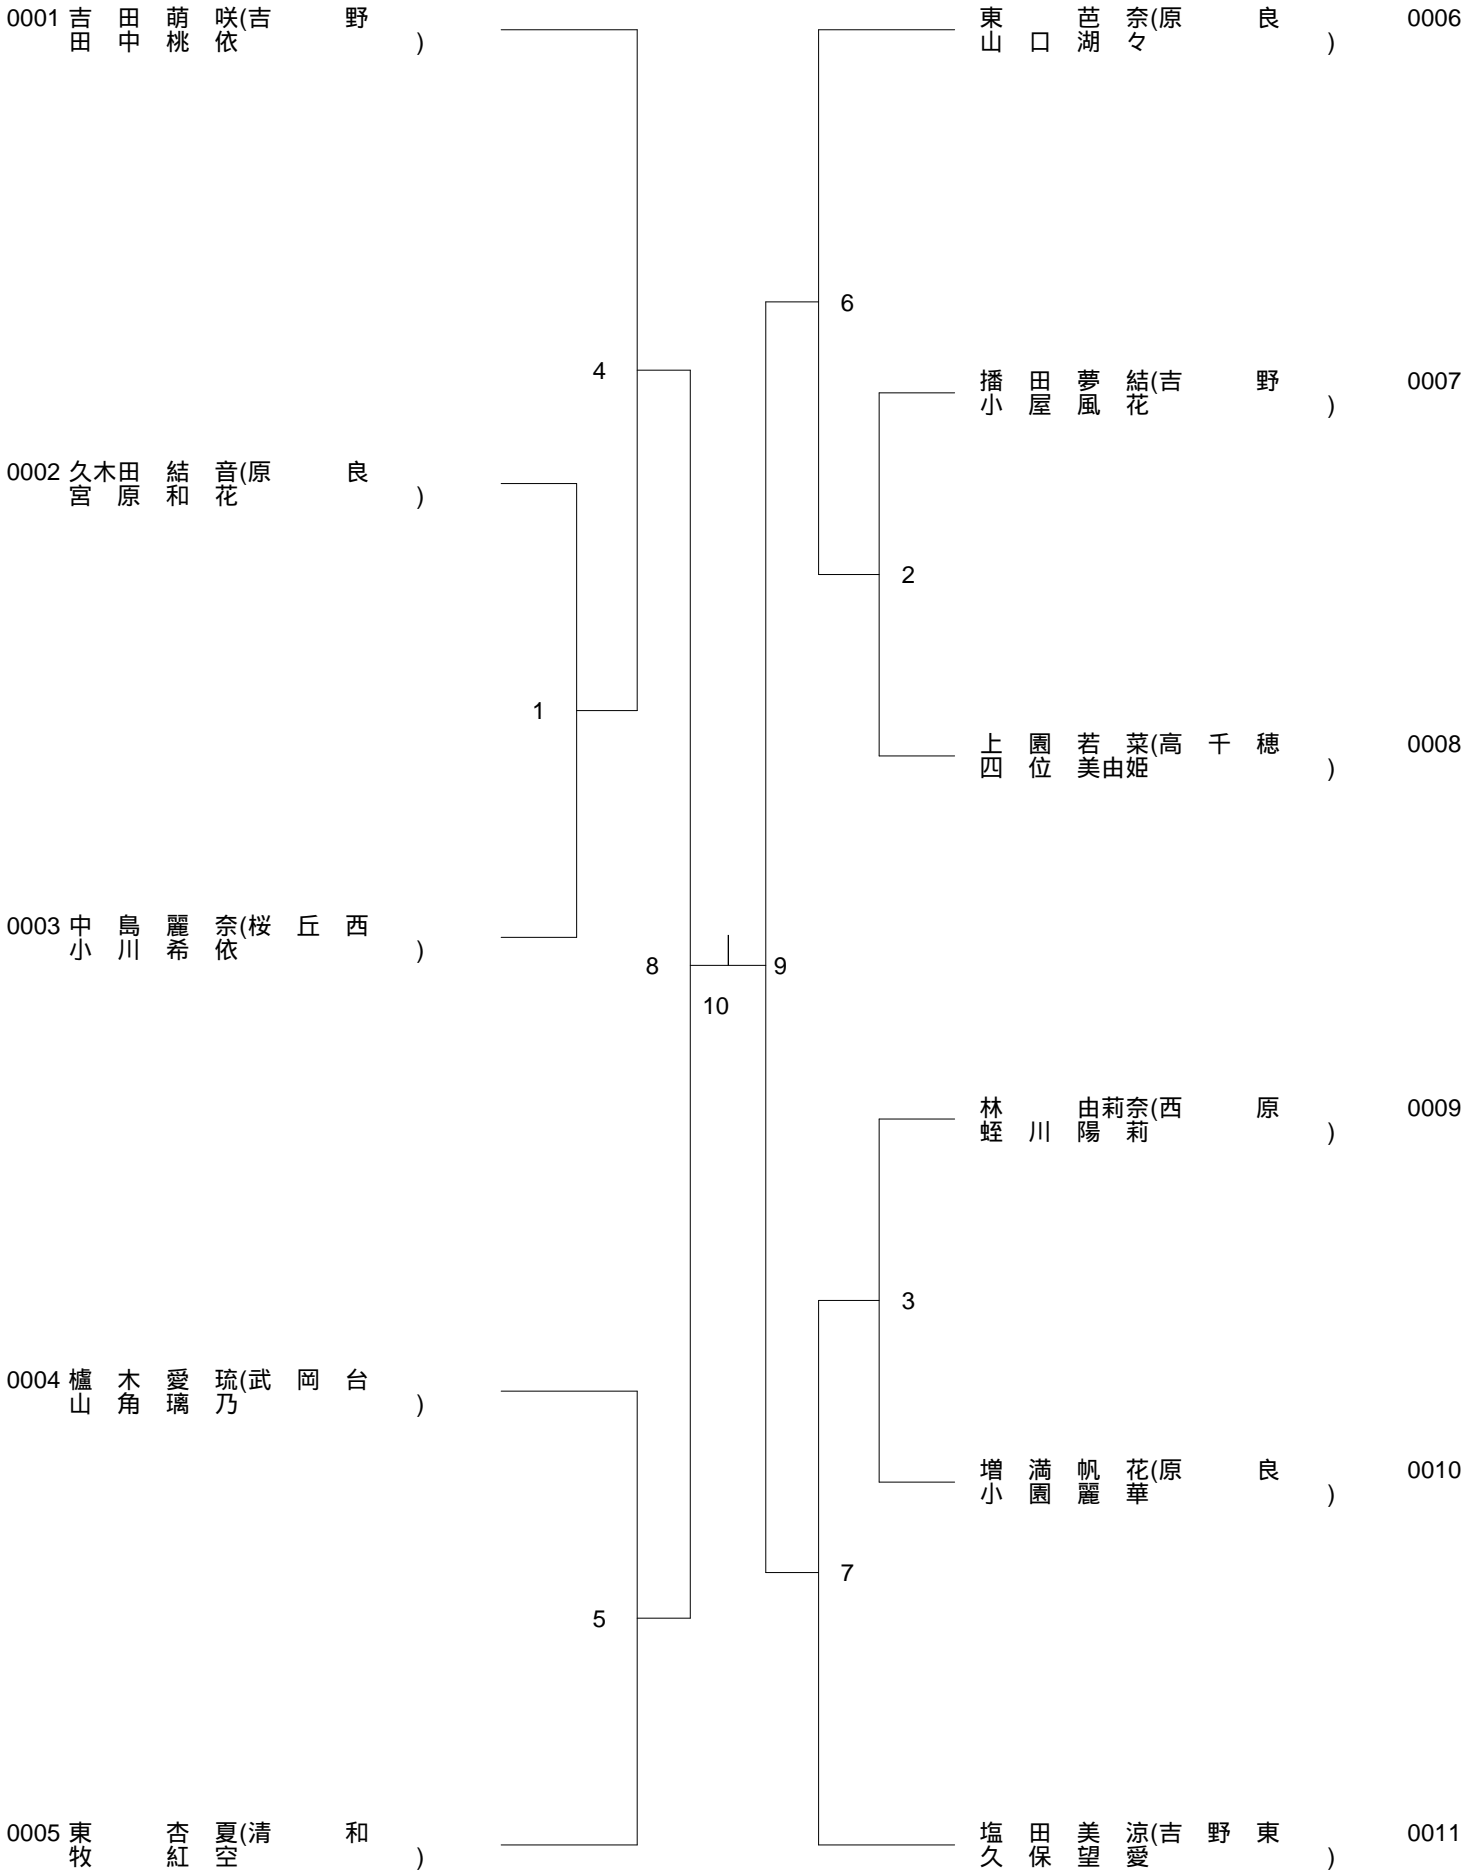 0001 吉 田 萌 咲(吉 野
田 中 桃 依 )
4
0002 久木田 結 音(原 良
宮 原 和 花 )
1
0003 中 島 麗 奈(桜 丘 西
小 川 希 依 )
8
10
0004 櫨 木 愛 琉(武 岡 台
山 角 璃 乃 )
5
0005 東 杏 夏(清 和
牧 紅 空 )
東 芭 奈(原 良 0006
山 口 湖 々 )
6
播 田 夢 結(吉 野 0007
小 屋 風 花 )
2
上 園 若 菜(高 千 穂 0008
四 位 美由姫 )
9
林 由莉奈(西 原 0009
蛭 川 陽 莉 )
3
増 満 帆 花(原 良 0010
小 園 麗 華 )
7
塩 田 美 涼(吉 野 東 0011
久 保 望 愛 )